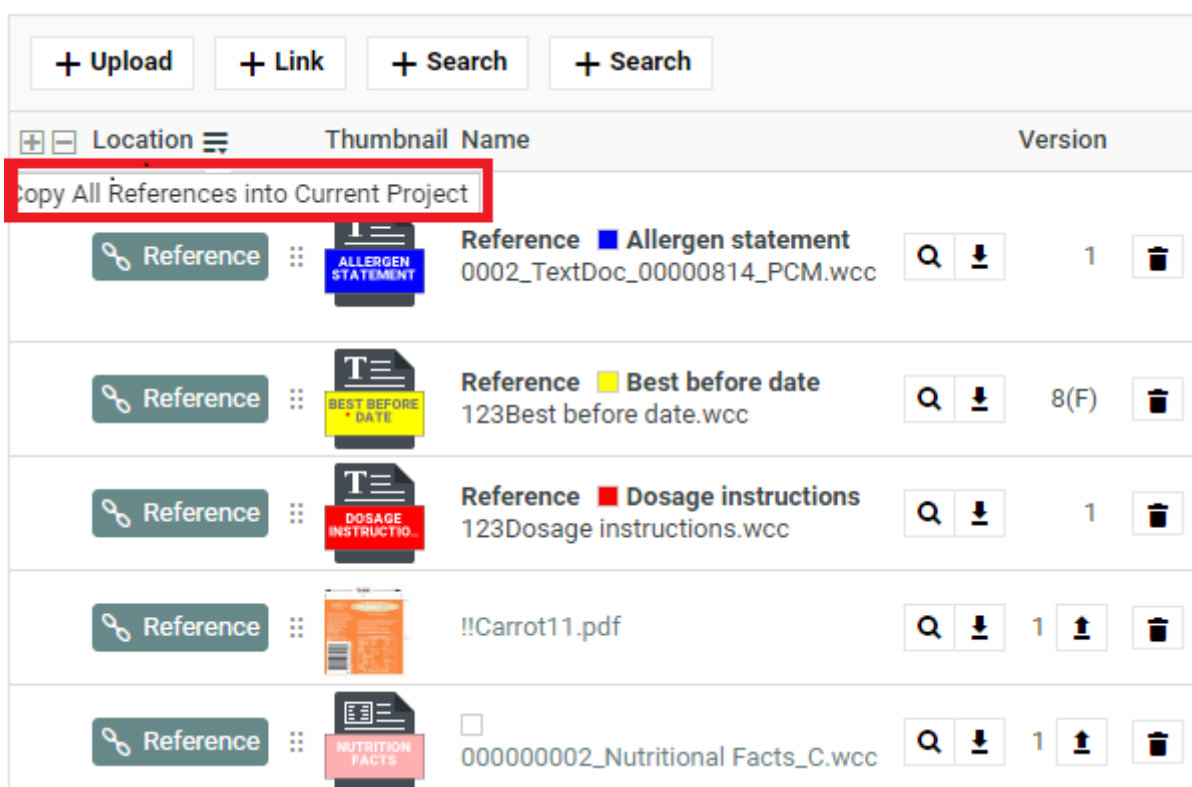 + Upload + Link + Search + Search
Location Thumbnail Name Version
Copy All References into Current Project
Reference T ALLERGEN STATEMENT Reference Allergen statement 1
0002_TextDoc_00000814_PCM.wcc
Reference T BEST BEFORE * DATE Reference Best before date 8(F)
123Best before date.wcc
Reference T DOSAGE INSTRUCTIO... Reference Dosage instructions 1
123Dosage instructions.wcc
Reference !!Carrot11.pdf 1
Reference NUTRITION FACTS 000000002_Nutritional Facts_C.wcc 1